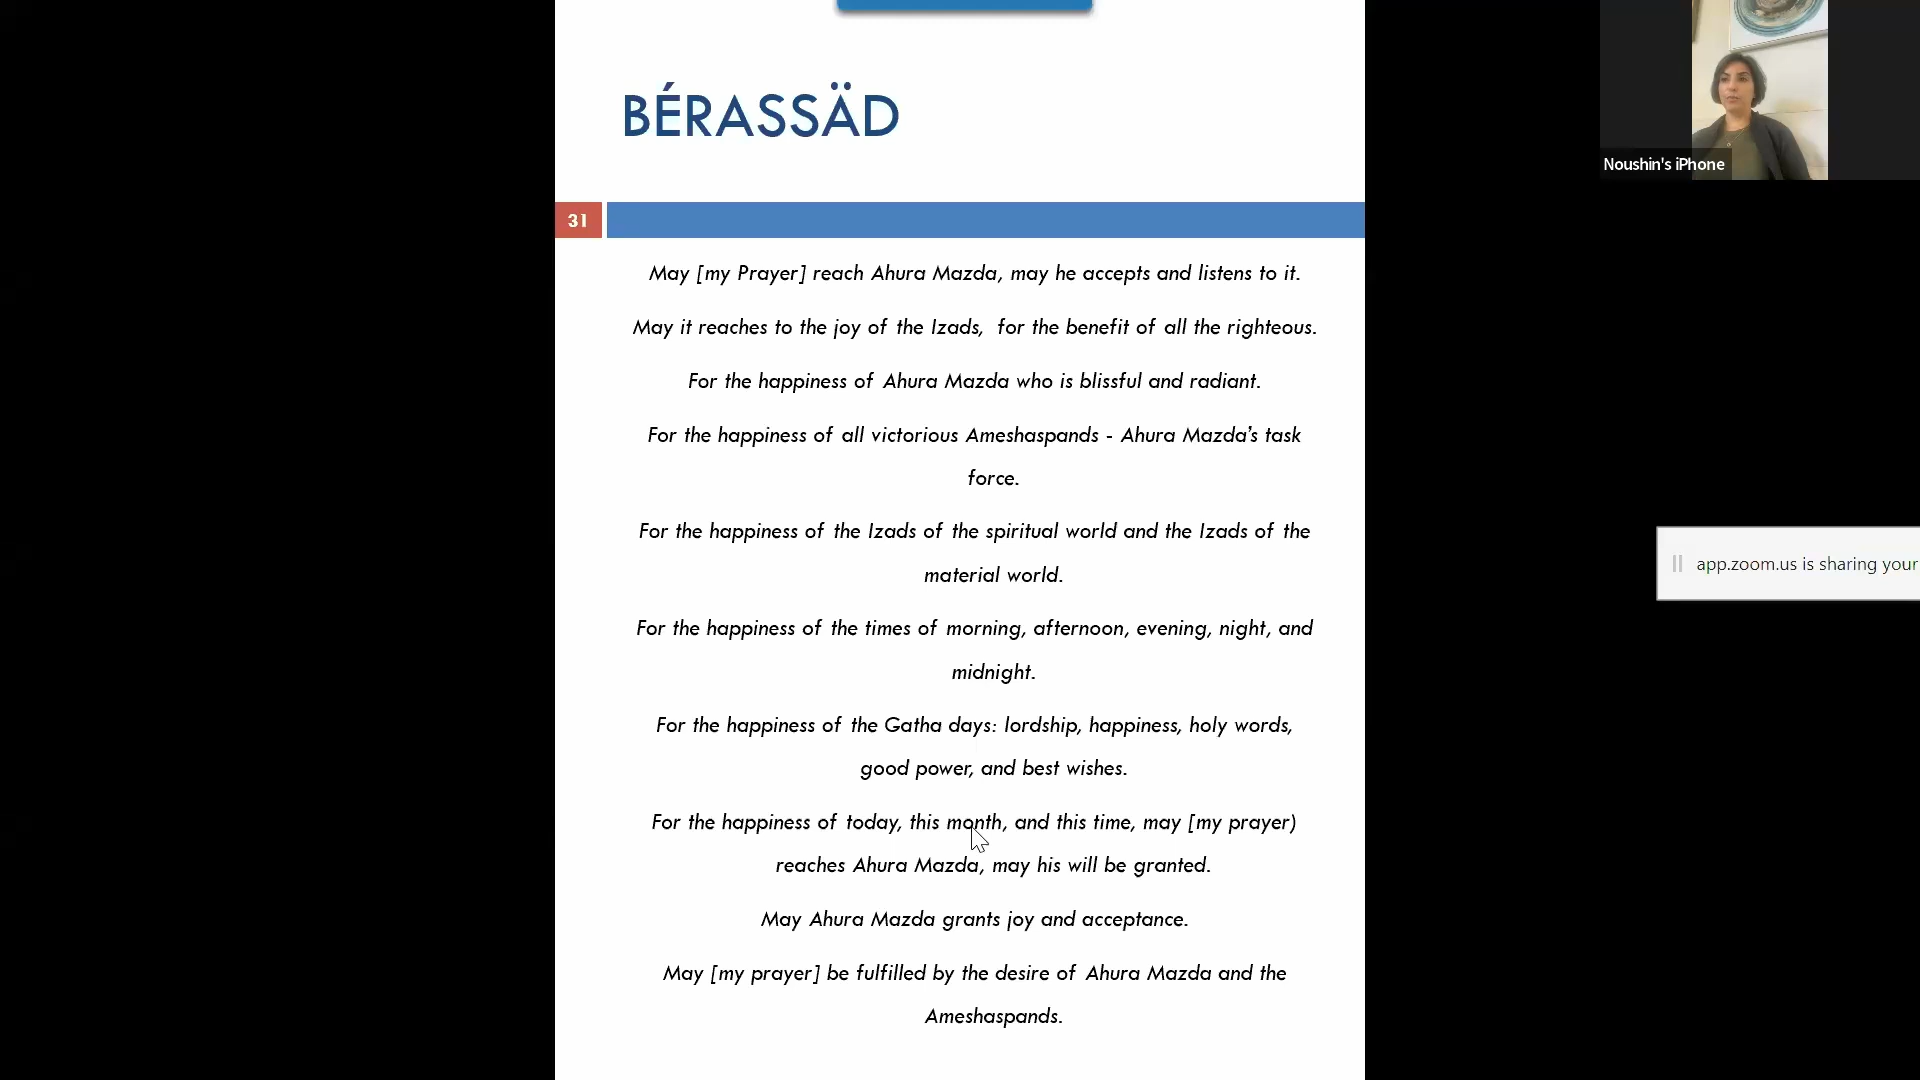 BÉRASSÄD
31
May [my Prayer] reach Ahura Mazda, may he accepts and listens to it.
May it reaches to the joy of the Izads, for the benefit of all the righteous.
For the happiness of Ahura Mazda who is blissful and radiant.
For the happiness of all victorious Ameshaspands - Ahura Mazda's task
force.
For the happiness of the Izads of the spiritual world and the Izads of the
material world.
For the happiness of the times of morning, afternoon, evening, night, and
midnight.
For the happiness of the Gatha days: lordship, happiness, holy words,
good power, and best wishes.
For the happiness of today, this month, and this time, may [my prayer)
reaches Ahura Mazda, may his will be granted.
May Ahura Mazda grants joy and acceptance.
May [my prayer] be fulfilled by the desire of Ahura Mazda and the
Ameshaspands.
Noushin's iPhone
app.zoom.us is sharing your